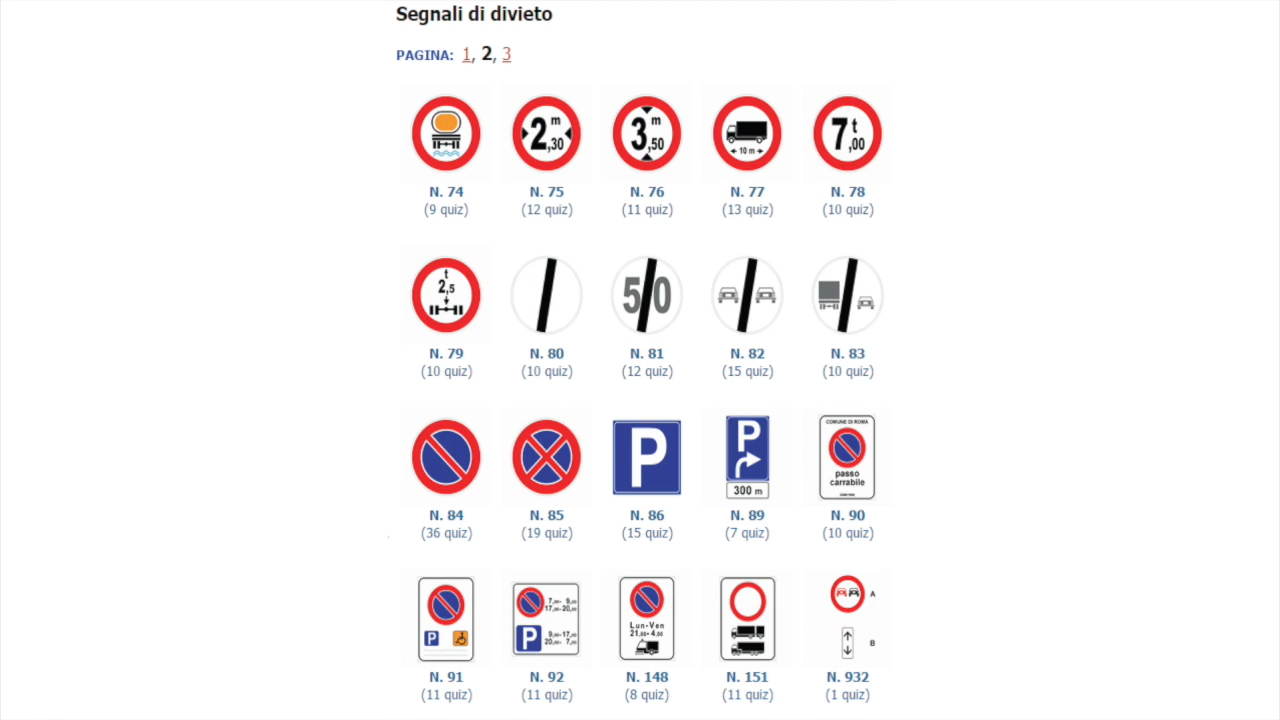 Segnali di divieto
PAGINA: 1, 2, 3
2 m ,30
3 m ,50
10 m
7 t ,00
N. 74
N. 75
N. 76
N. 77
N. 78
(9 quiz)
(12 quiz)
(11 quiz)
(13 quiz)
(10 quiz)
t
2,5
50
N. 79
N. 80
N. 81
N. 82
N. 83
(10 quiz)
(10 quiz)
(12 quiz)
(15 quiz)
(10 quiz)
P
P
300 m
COMUNE DI ROMA
passo
carrabile
N. 84
N. 85
N. 86
N. 89
N. 90
(36 quiz)
(19 quiz)
(15 quiz)
(7 quiz)
(10 quiz)
P
7,00- 9,00
17,00-20,00
P
9,00-17,00
20,00- 7,00
Lun-Ven
21,00- 4,00
A
B
N. 91
N. 92
N. 148
N. 151
N. 932
(11 quiz)
(11 quiz)
(8 quiz)
(11 quiz)
(1 quiz)